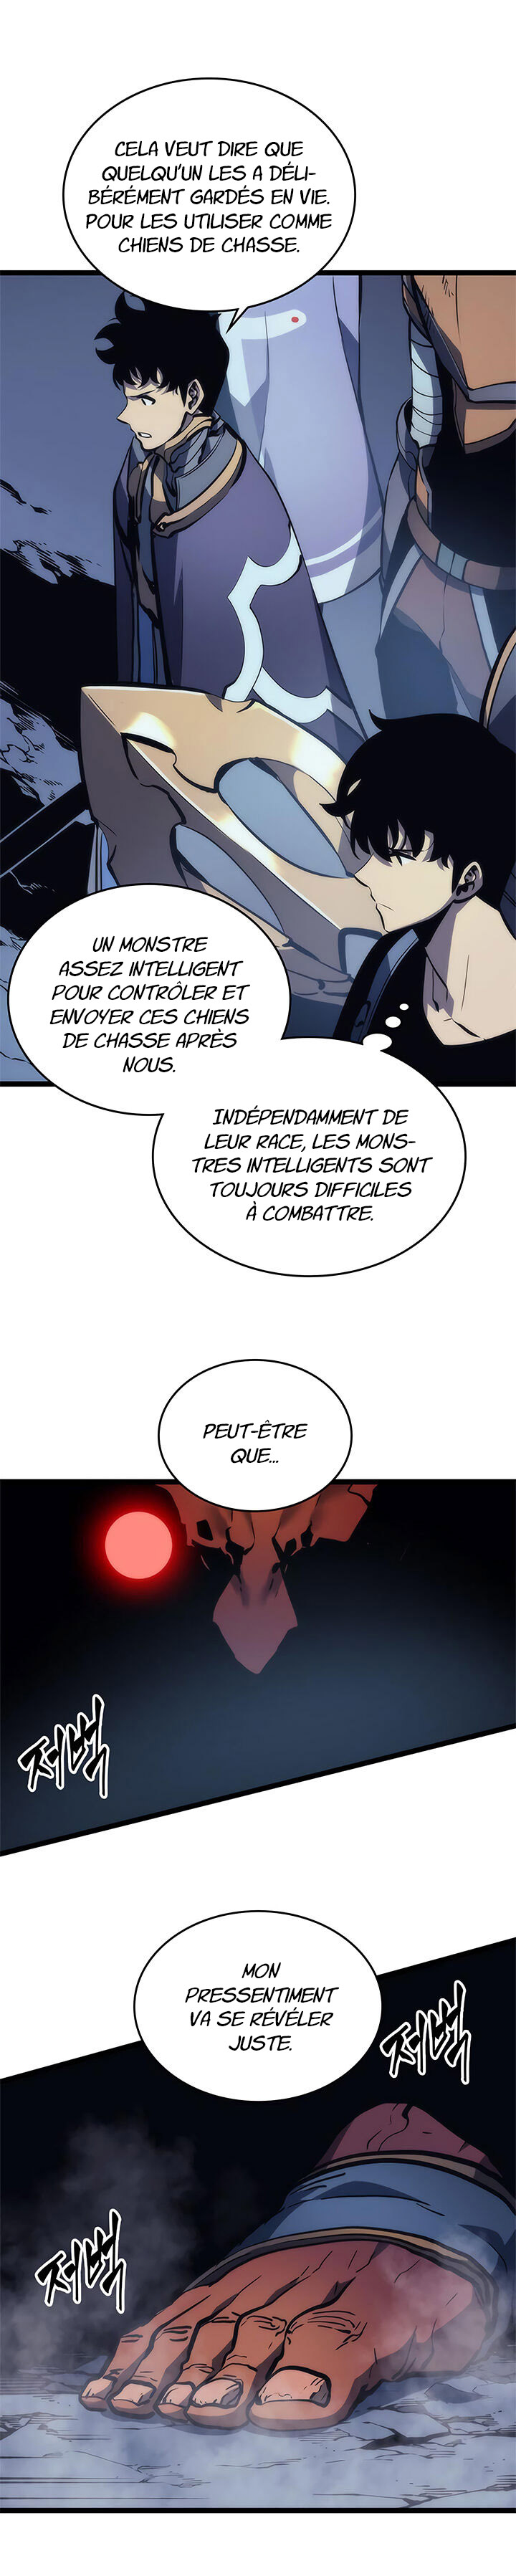 CELA VEUT DIRE QUE
QUELQU'UN LES A DÉLI-
BÉRÉMENT GARDÉS EN VIE.
POUR LES UTILISER COMME
CHIENS DE CHASSE.
UN MONSTRE
ASSEZ INTELLIGENT
POUR CONTRÔLER ET
ENVOYER CES CHIENS
DE CHASSE APRÈS
NOUS.
INDÉPENDAMMENT DE
LEUR RACE, LES MONS-
TRES INTELLIGENTS SONT
TOUJOURS DIFFICILES
À COMBATTRE.
PEUT-ÊTRE
QUE...
저벅
MON
PRESSENTIMENT
VA SE RÉVÉLER
JUSTE.
저벅
저벅